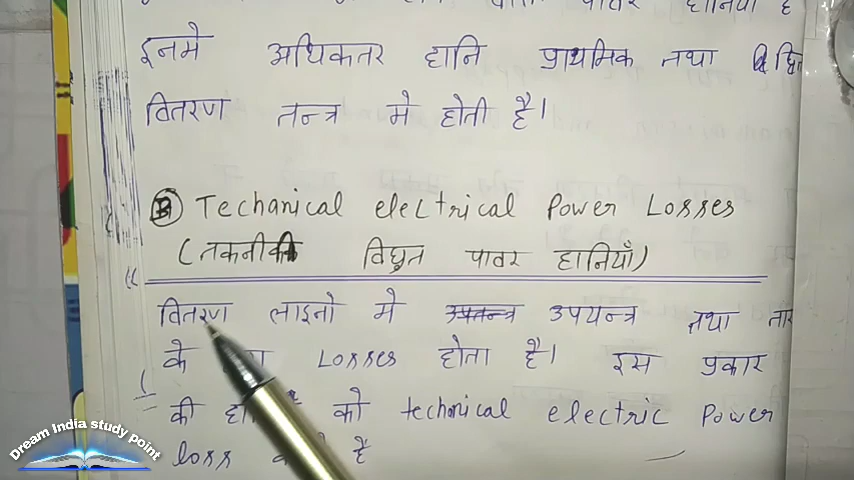 हानियाँ है
इनमे अधिकतर हानि प्राथमिक तथा
वितरण तन्त्र मे होती है।
(B) Techanical electrical Power Losses
(तकनीकी विधुत पावर हानियाँ)
वितरण लाइनो मे उपयन्त्र तथा तार
के Losses होता है। इस प्रकार
की को technical electric Power
loss है
Dream India study point